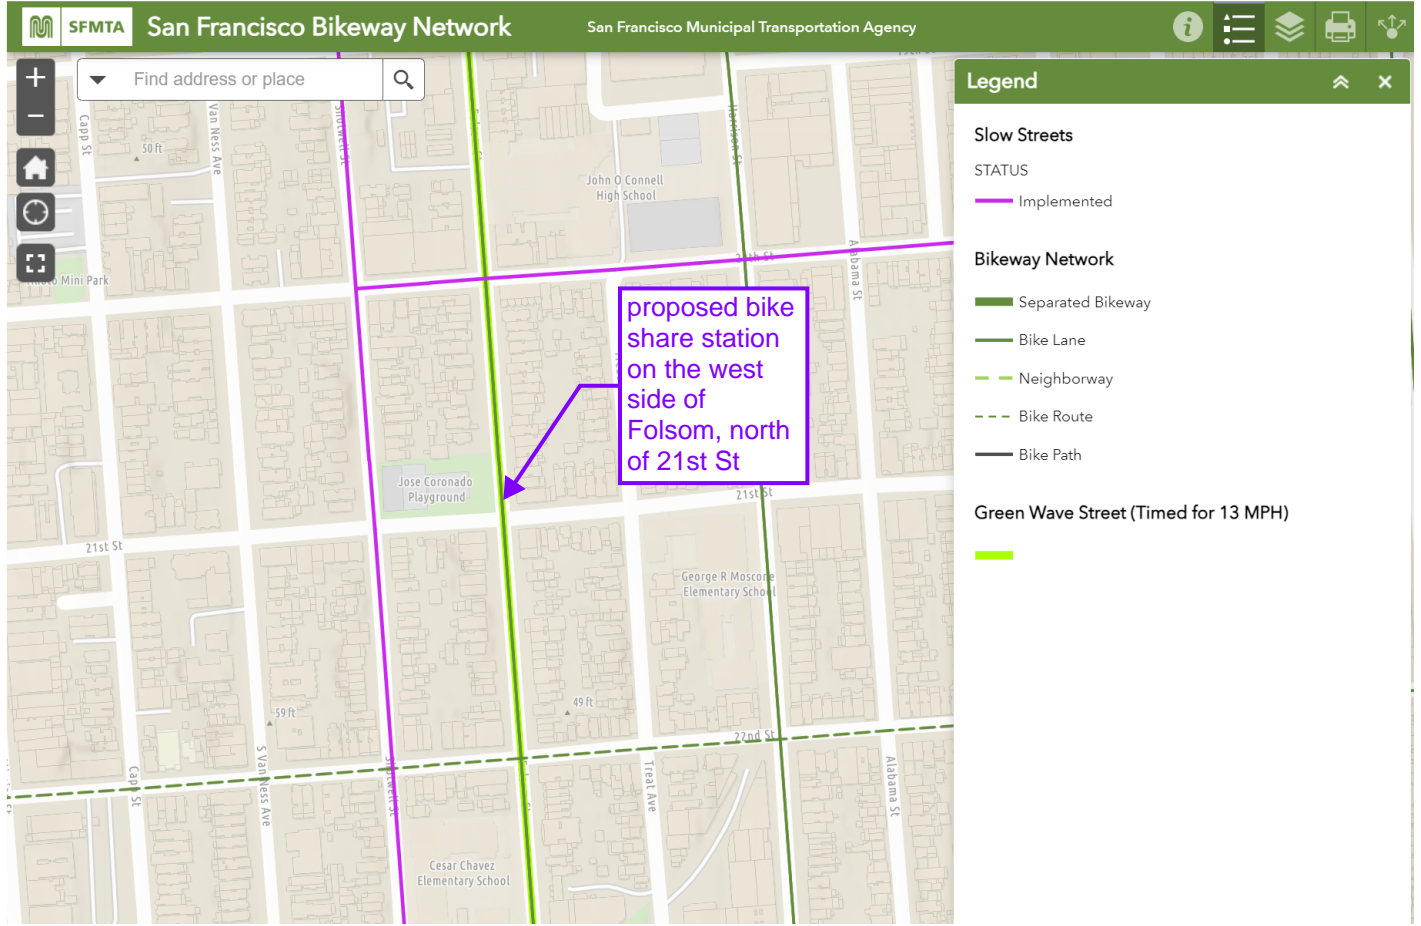 SFMTA
San Francisco Bikeway Network
San Francisco Municipal Transportation Agency
Find address or place
Legend
Slow Streets
STATUS
Implemented
Bikeway Network
Separated Bikeway
Bike Lane
Neighborway
Bike Route
Bike Path
Green Wave Street (Timed for 13 MPH)
Capp St
50 ft
Van Ness Ave
Shotwell St
Harrison St
John O Connell
High School
Alabama St
Mini Park
proposed bike
share station
on the west
side of
Folsom, north
of 21st St
Jose Coronado
Playground
21st St
21st St
George R Moscone
Elementary School
59 ft
49 ft
22nd St
Capp St
S Van Ness Ave
Shotwell St
Treat Ave
Alabama St
Cesar Chavez
Elementary School